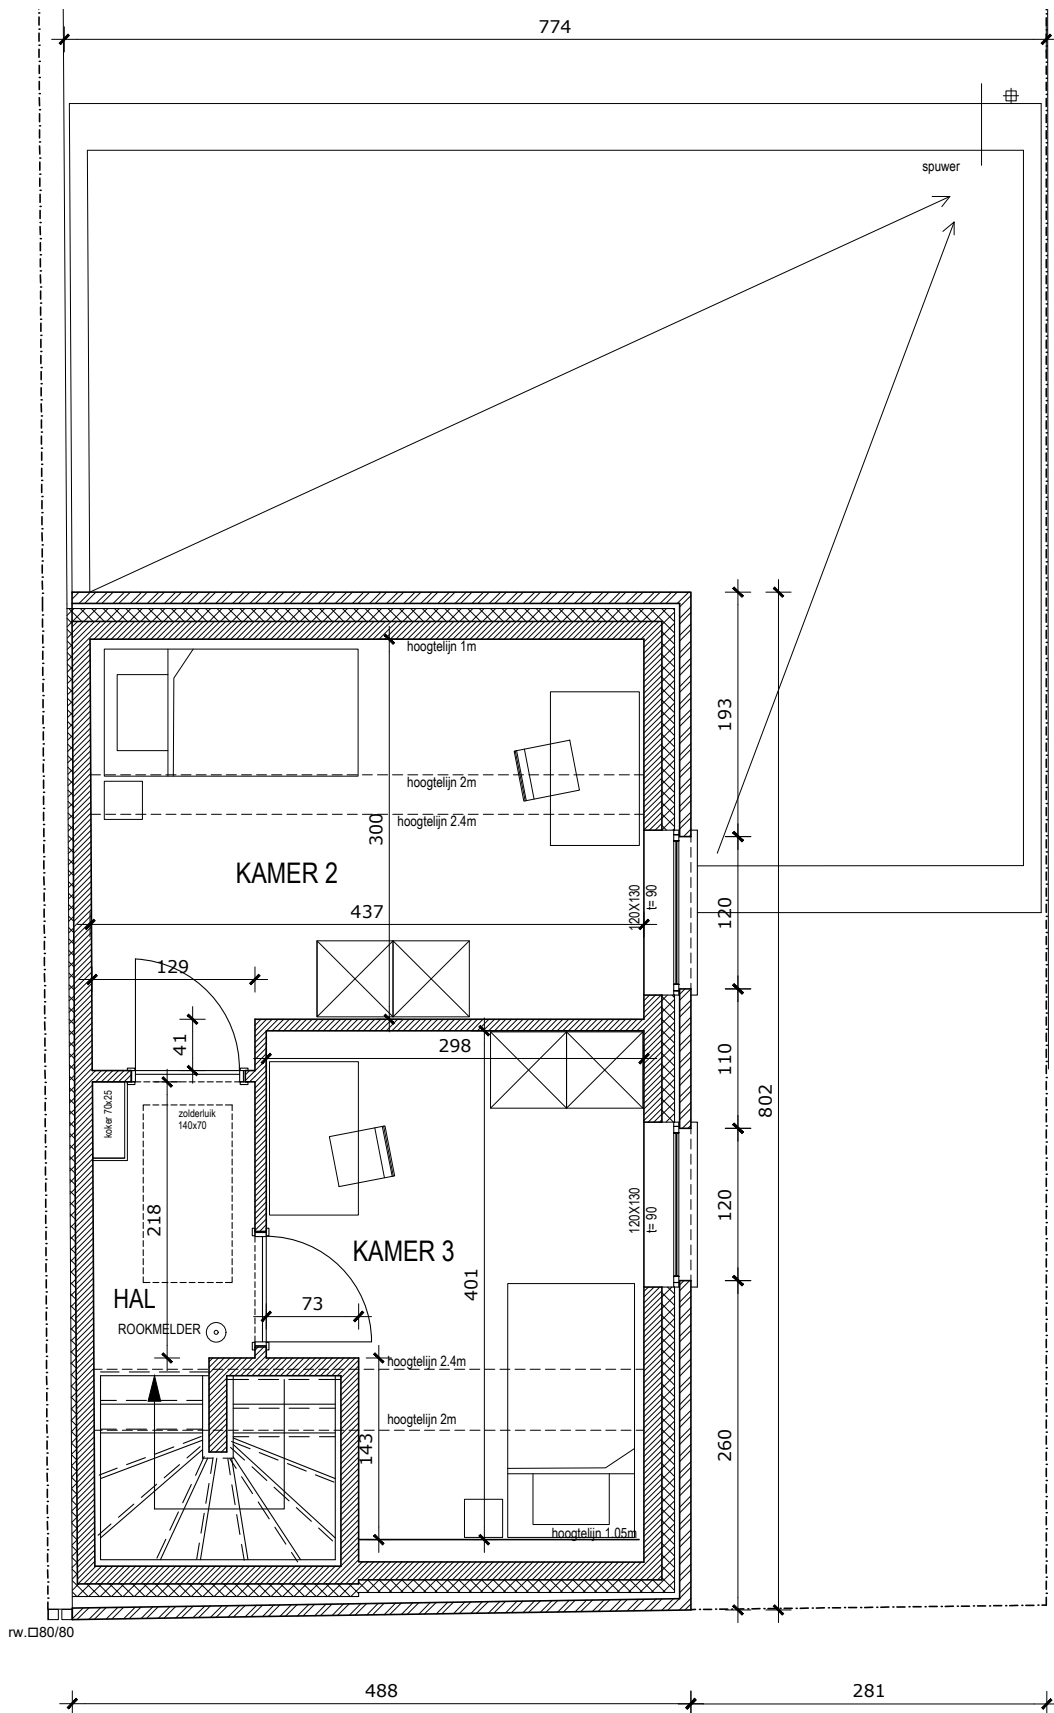 774
spuwer
hoogtelijn 1m
193
hoogtelijn 2m
hoogtelijn 2.4m
300
KAMER 2
120X130
t= 90
120
437
129
41
298
110
802
koker 70x25
zolderluik
140x70
218
120X130
t= 90
120
KAMER 3
401
HAL
73
ROOKMELDER
hoogtelijn 2.4m
hoogtelijn 2m
143
260
hoogtelijn 1.05m
rw.□80/80
488
281